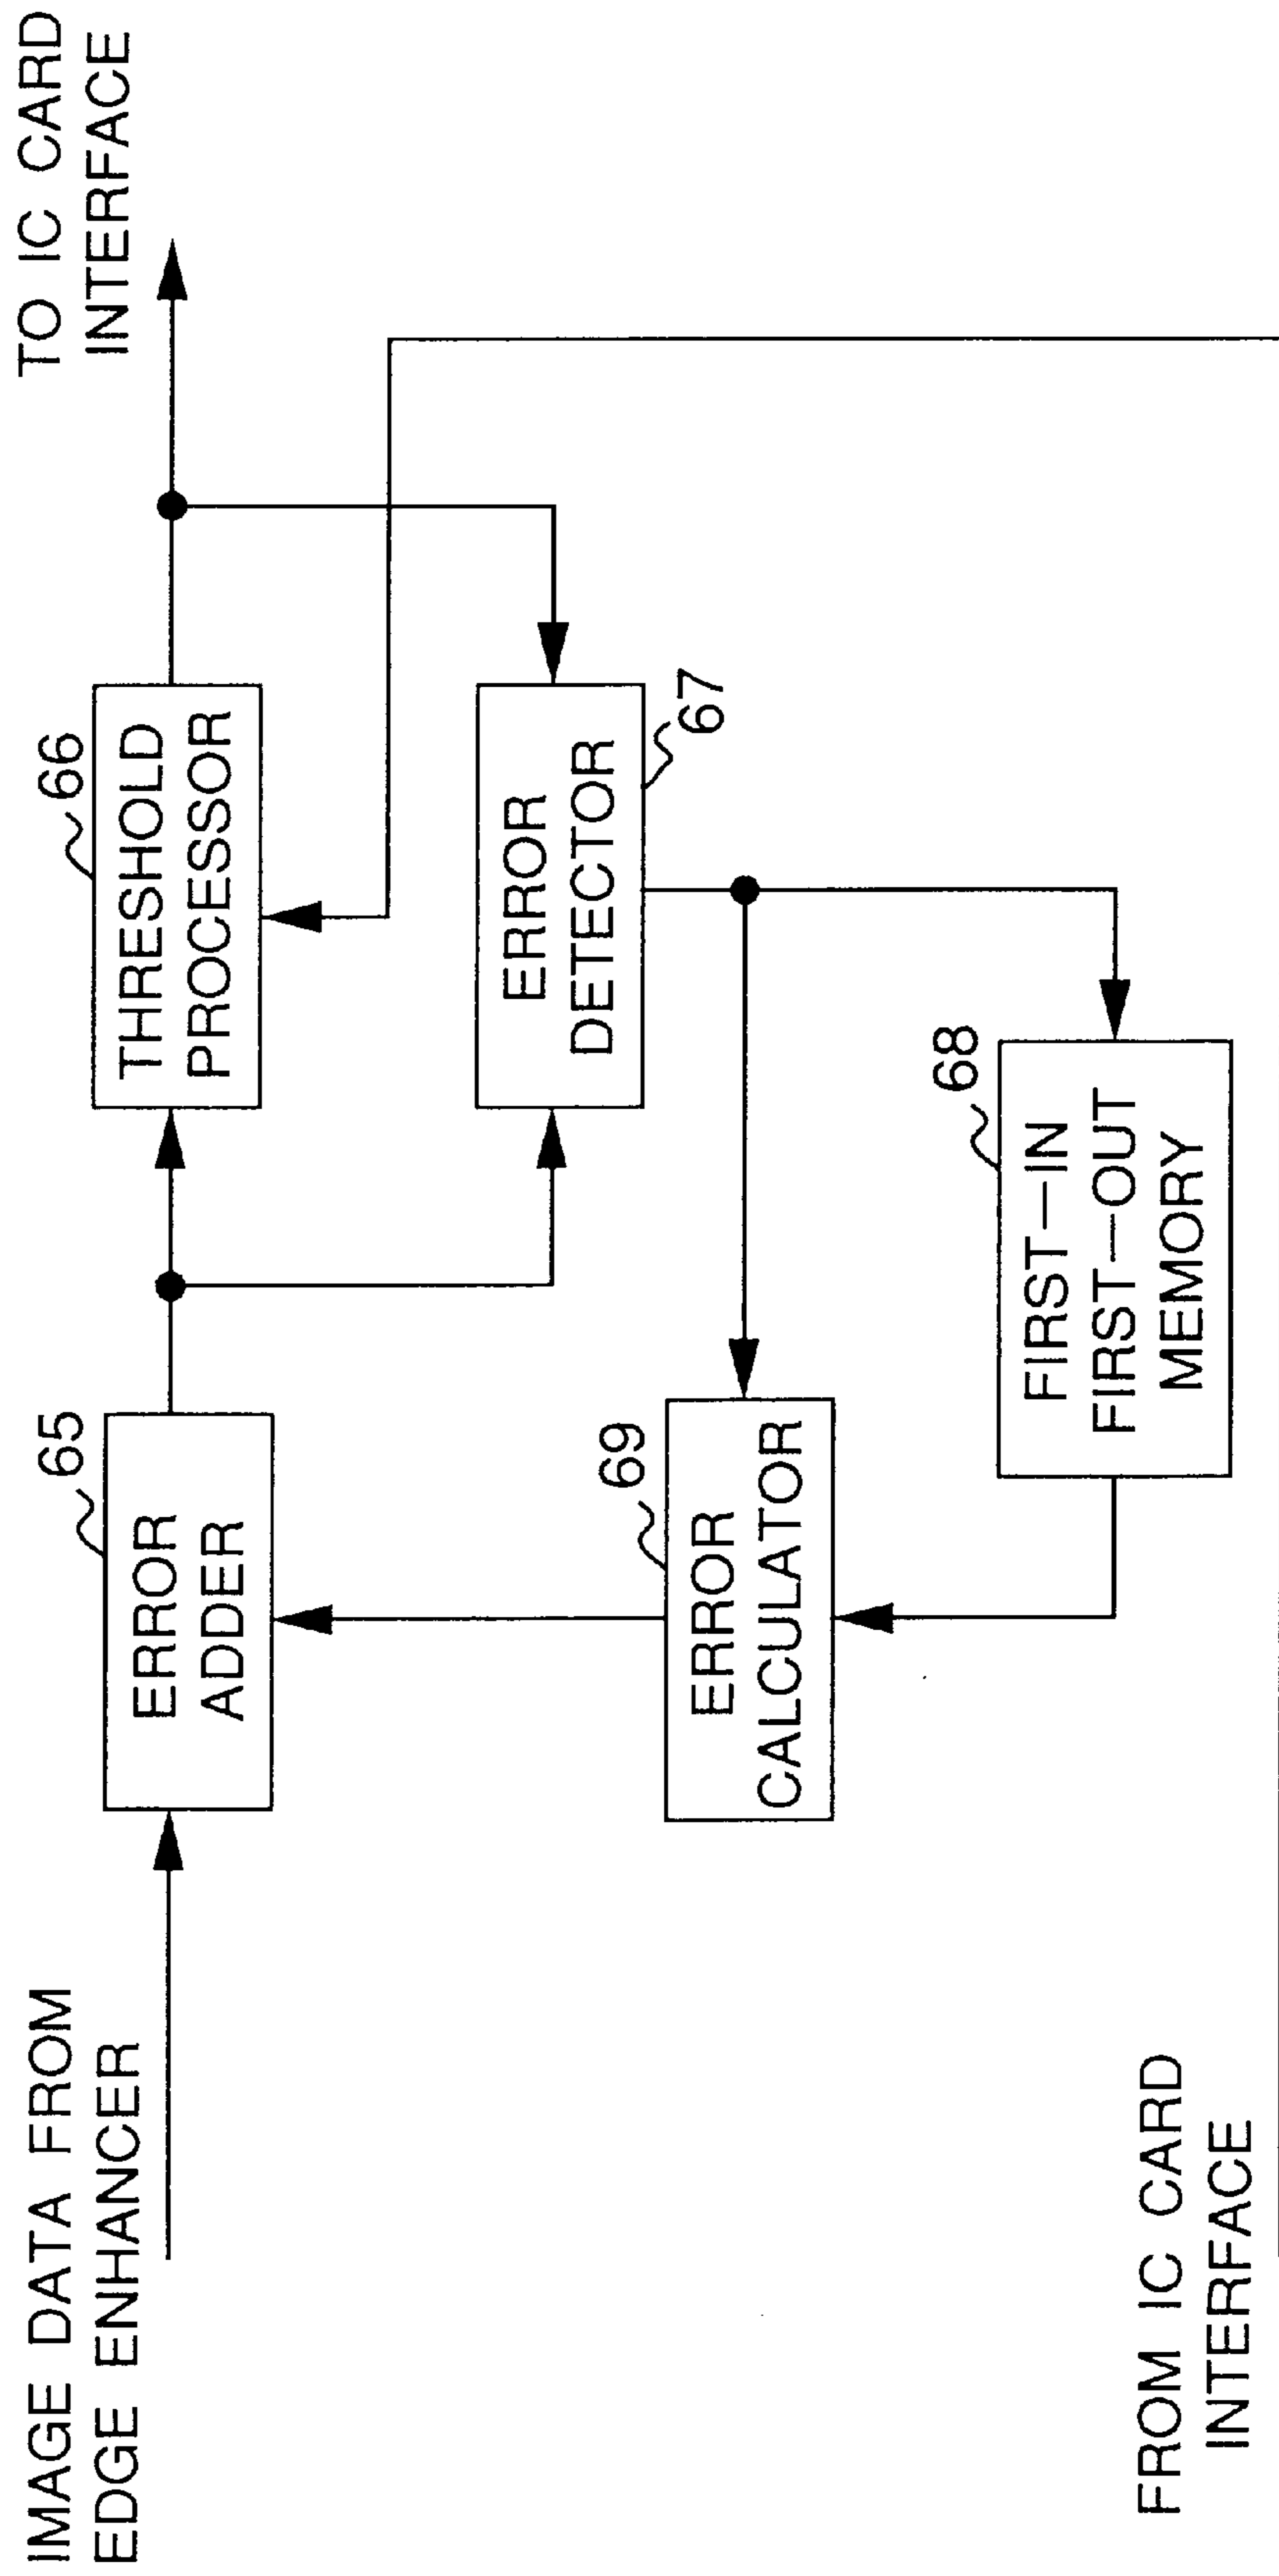 IMAGE DATA FROM
EDGE ENHANCER
65
ERROR
ADDER
66
THRESHOLD
PROCESSOR
TO IC CARD
INTERFACE
ERROR
DETECTOR
67
69
ERROR
CALCULATOR
68
FIRST–IN
FIRST–OUT
MEMORY
FROM IC CARD
INTERFACE